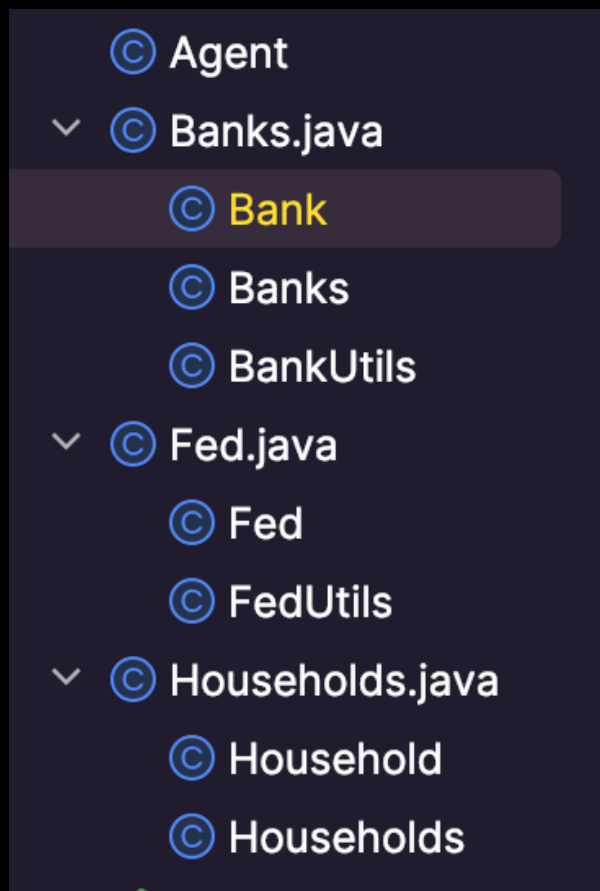 © Agent
© Banks.java
© Bank
© Banks
© BankUtils
© Fed.java
© Fed
© FedUtils
© Households.java
© Household
© Households